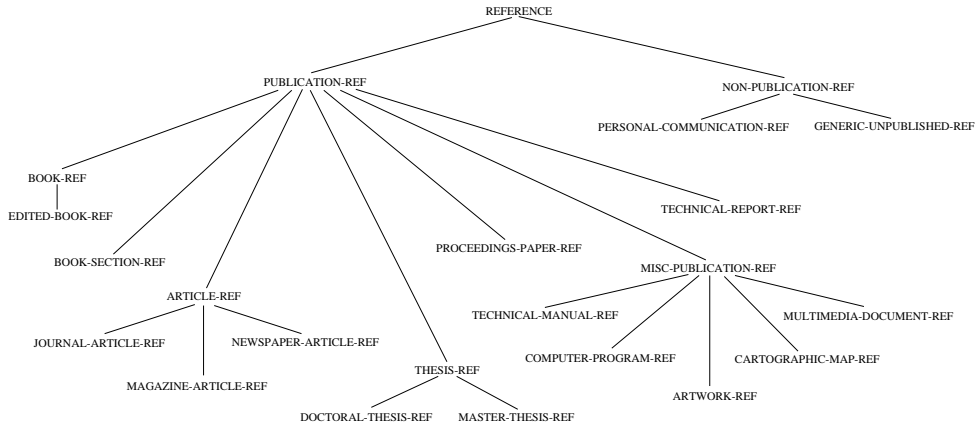 REFERENCE
PUBLICATION-REF
NON-PUBLICATION-REF
PERSONAL-COMMUNICATION-REF
GENERIC-UNPUBLISHED-REF
BOOK-REF
EDITED-BOOK-REF
TECHNICAL-REPORT-REF
PROCEEDINGS-PAPER-REF
BOOK-SECTION-REF
MISC-PUBLICATION-REF
ARTICLE-REF
TECHNICAL-MANUAL-REF
MULTIMEDIA-DOCUMENT-REF
JOURNAL-ARTICLE-REF
NEWSPAPER-ARTICLE-REF
COMPUTER-PROGRAM-REF
CARTOGRAPHIC-MAP-REF
THESIS-REF
MAGAZINE-ARTICLE-REF
ARTWORK-REF
DOCTORAL-THESIS-REF
MASTER-THESIS-REF